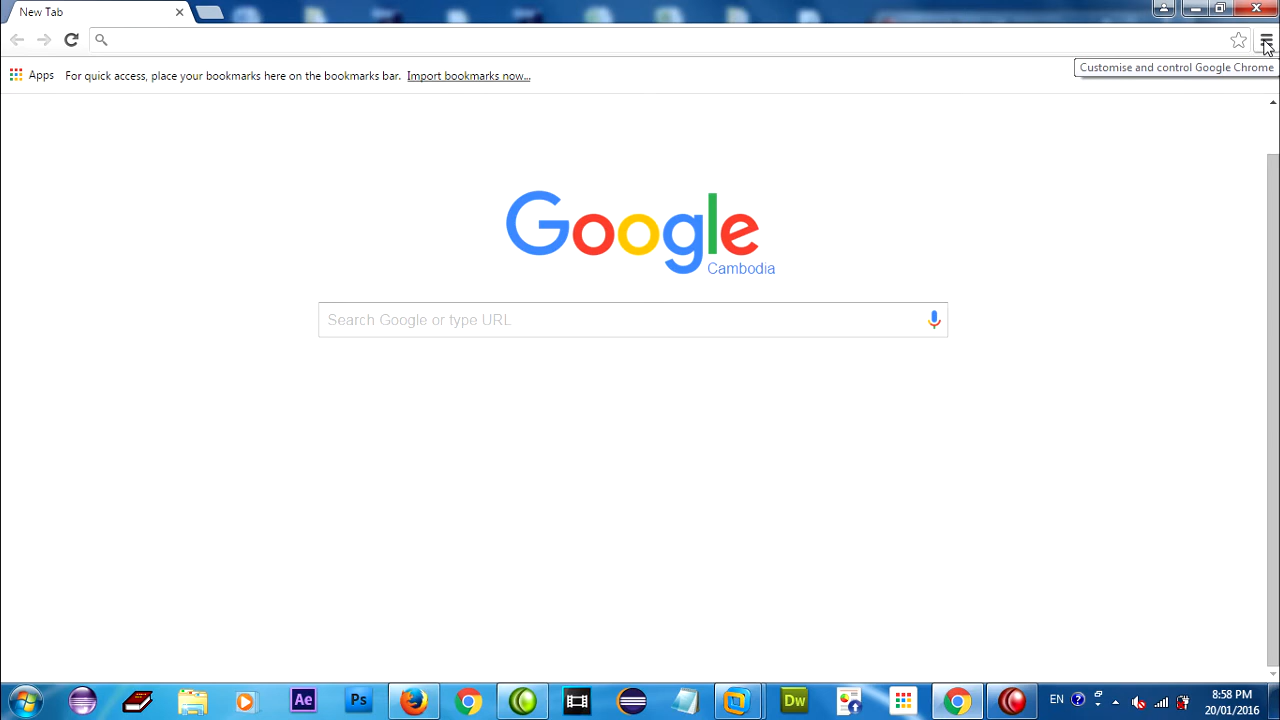 New Tab
Customise and control Google Chrome
Apps For quick access, place your bookmarks here on the bookmarks bar. Import bookmarks now...
Google
Cambodia
Search Google or type URL
Ae Ps Dw EN 8:58 PM
20/01/2016